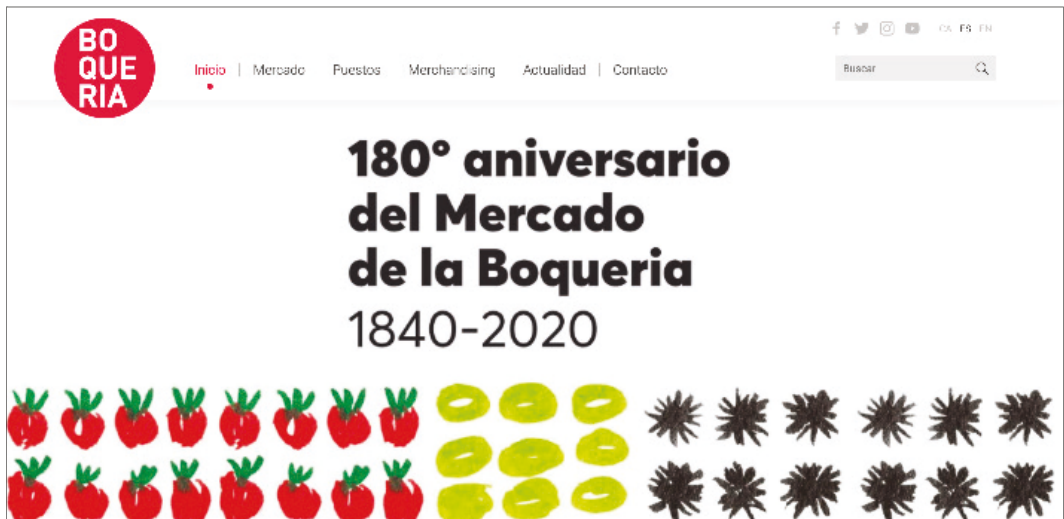 BO
QUE
RIA
CA ES EN
Inicio | Mercado Puestos Merchandising Actualidad | Contacto
Buscar
180º aniversario
del Mercado
de la Boqueria
1840-2020